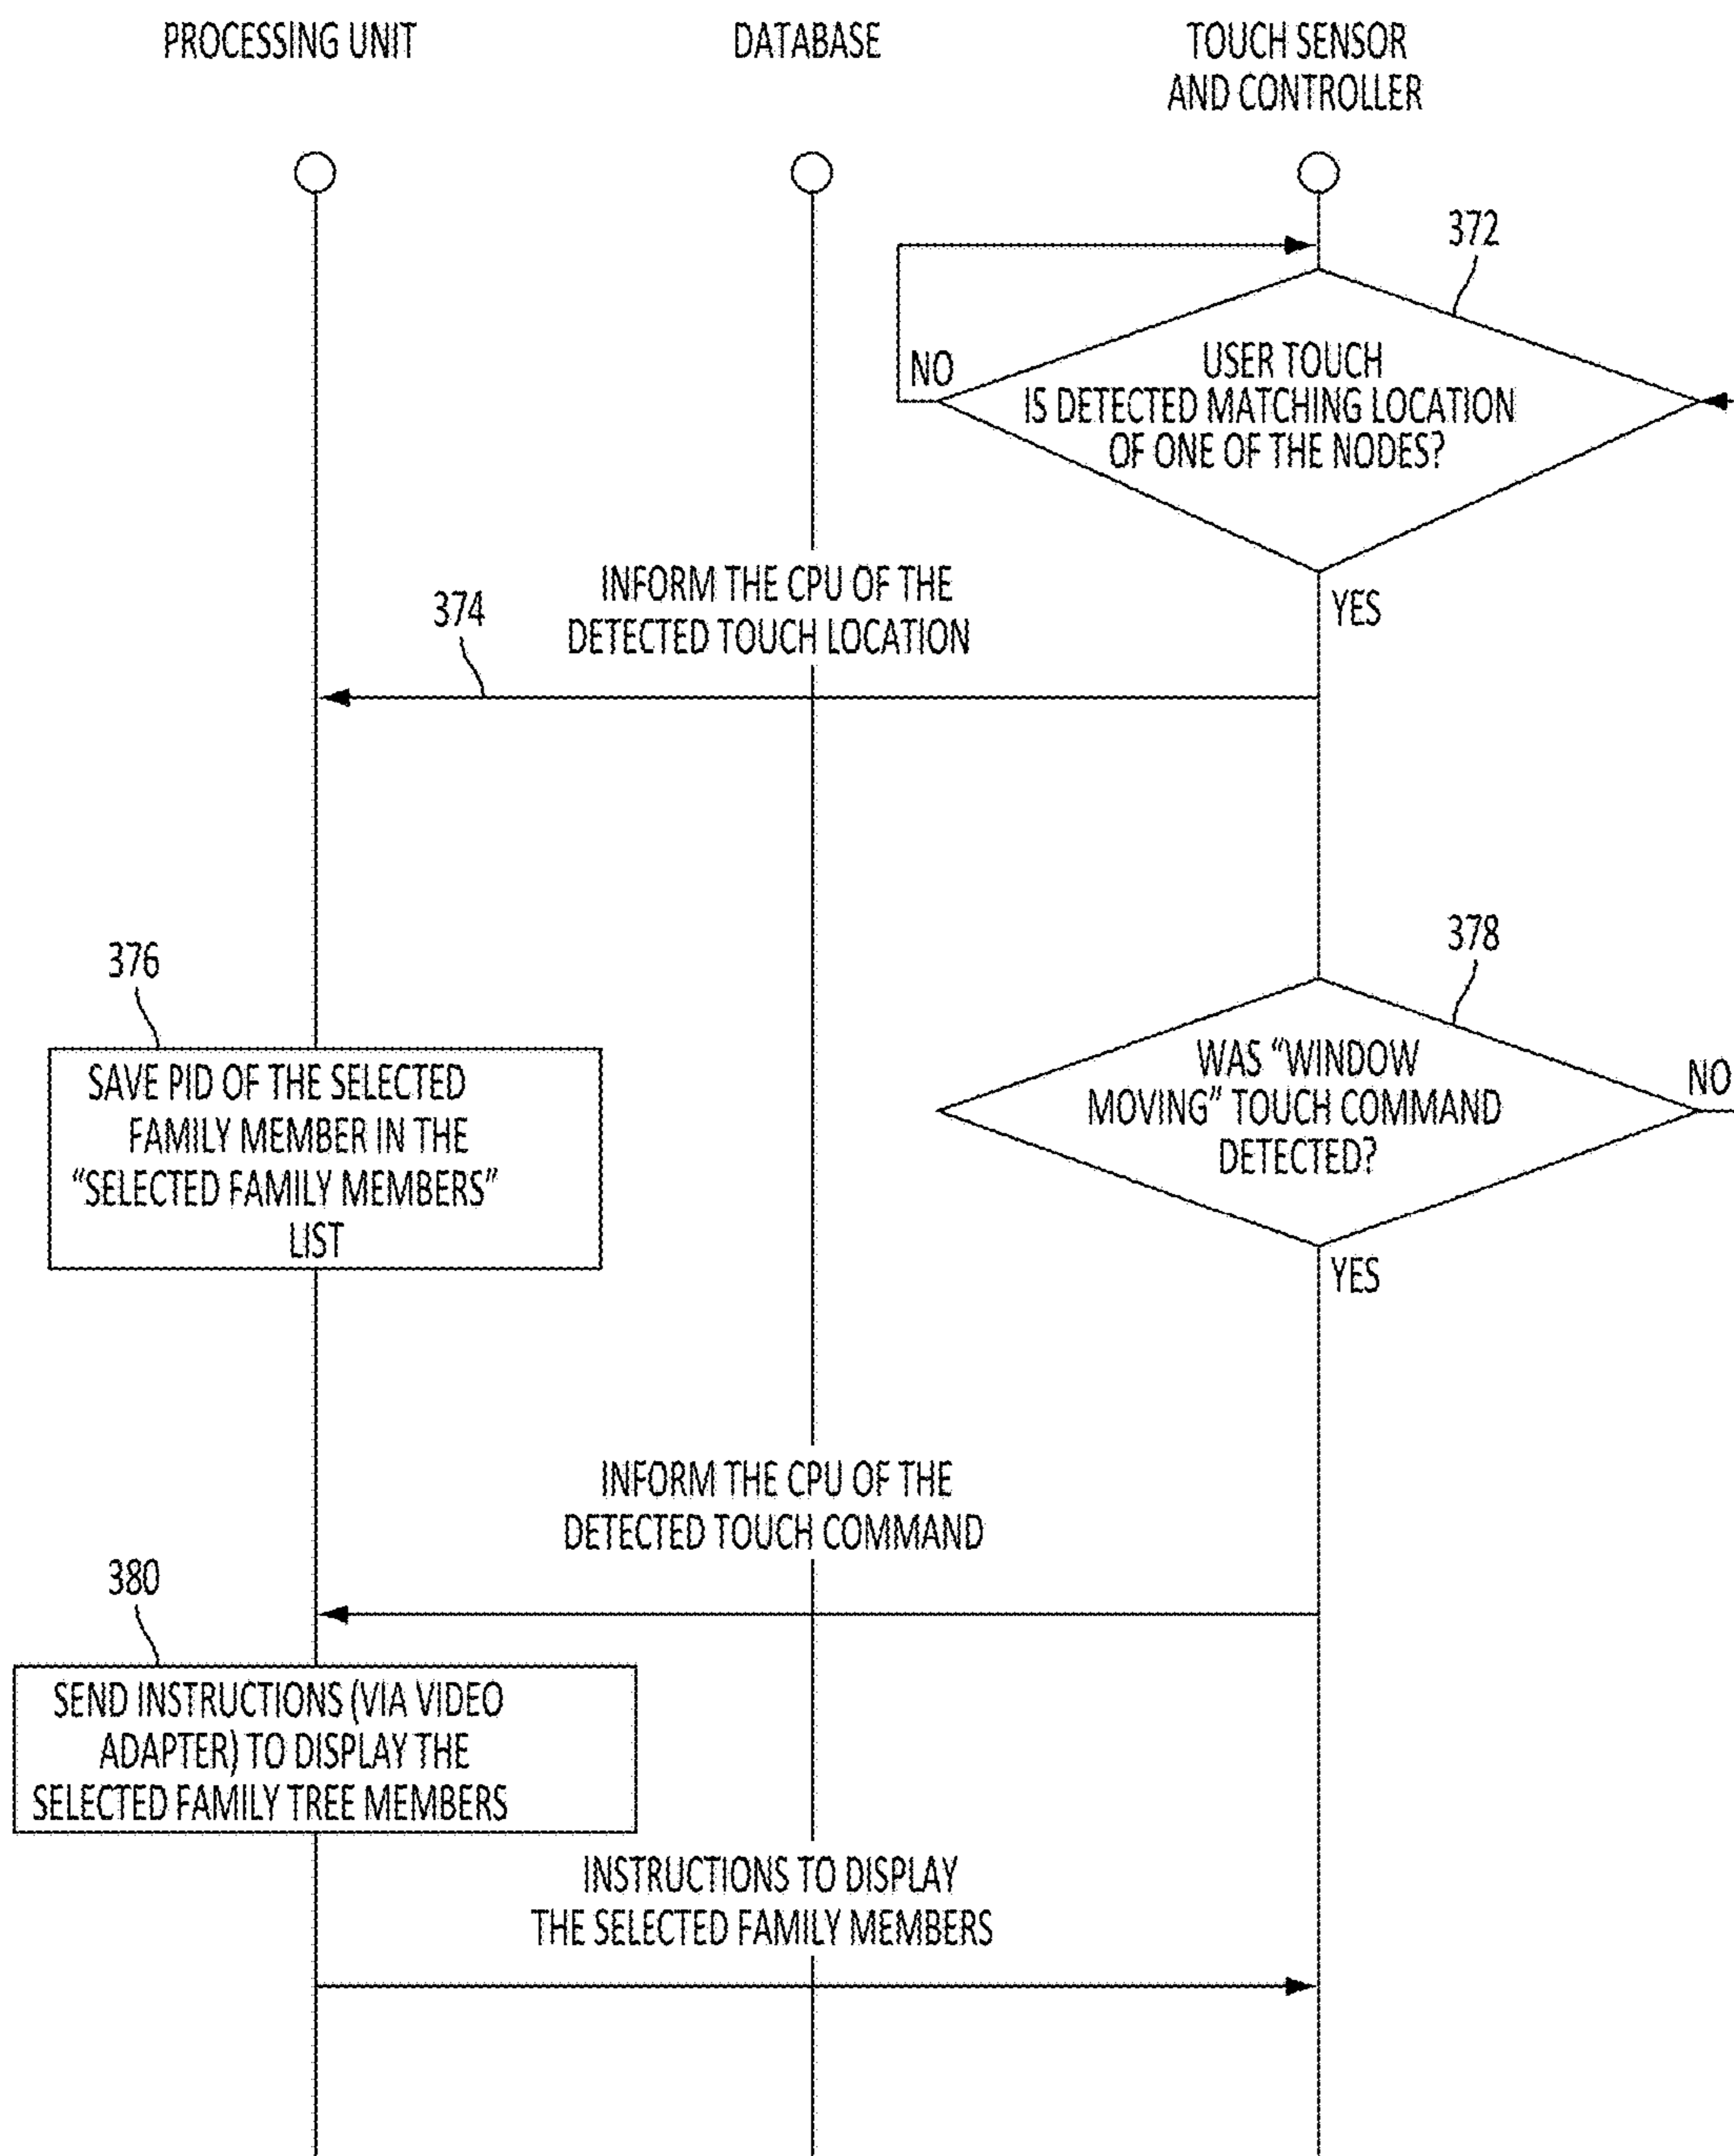 PROCESSING UNIT
DATABASE
TOUCH SENSOR
AND CONTROLLER
372
NO
USER TOUCH
IS DETECTED MATCHING LOCATION
OF ONE OF THE NODES?
YES
374
INFORM THE CPU OF THE
DETECTED TOUCH LOCATION
376
SAVE PID OF THE SELECTED
FAMILY MEMBER IN THE
“SELECTED FAMILY MEMBERS”
LIST
378
WAS “WINDOW
MOVING” TOUCH COMMAND
DETECTED?
NO
YES
INFORM THE CPU OF THE
DETECTED TOUCH COMMAND
380
SEND INSTRUCTIONS (VIA VIDEO
ADAPTER) TO DISPLAY THE
SELECTED FAMILY TREE MEMBERS
INSTRUCTIONS TO DISPLAY
THE SELECTED FAMILY MEMBERS